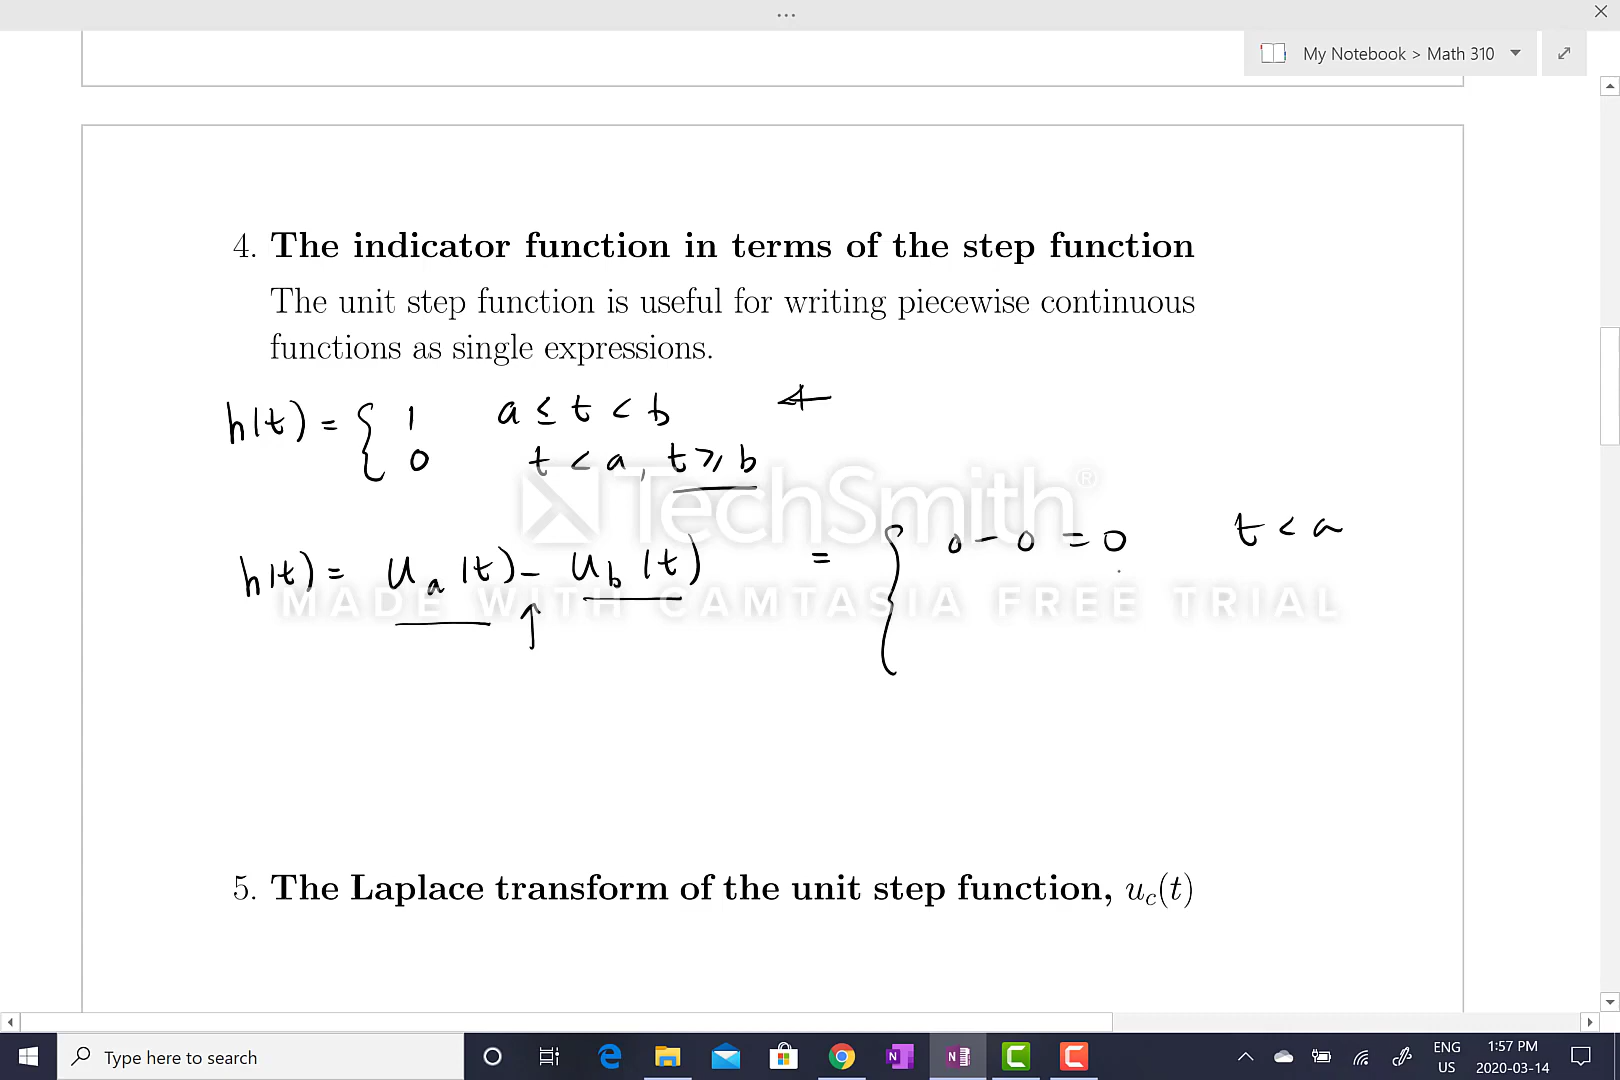 ...
My Notebook > Math 310
4. The indicator function in terms of the step function
The unit step function is useful for writing piecewise continuous
functions as single expressions.
h(t) = { 1 a ≤ t < b
0 t < a, t ≥ b
TechSmith®
h(t) = u_a(t) - u_b(t) = { 0 - 0 = 0 t < a
MADE WITH CAMTASIA FREE TRIAL
5. The Laplace transform of the unit step function, u_c(t)
Type here to search
N
N
ENG
US
1:57 PM
2020-03-14